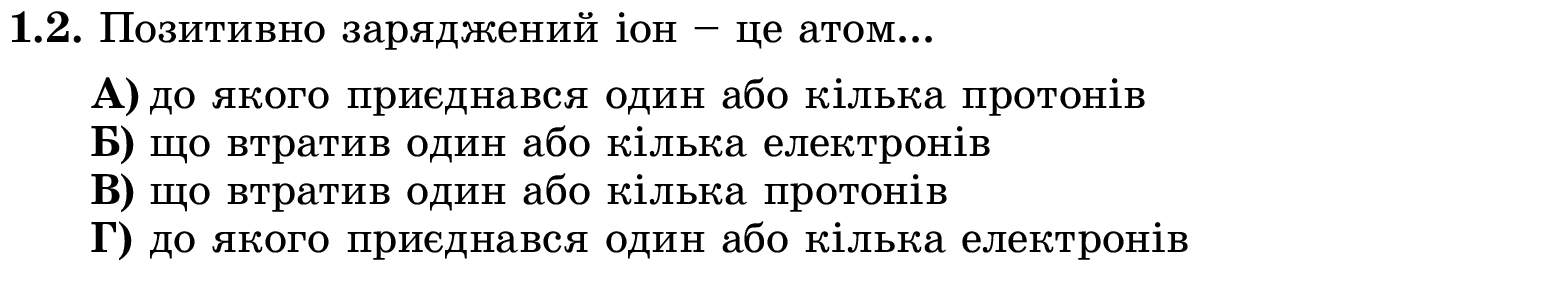 1.2. Позитивно заряджений іон – це атом...
А) до якого приєднався один або кілька протонів
Б) що втратив один або кілька електронів
В) що втратив один або кілька протонів
Г) до якого приєднався один або кілька електронів